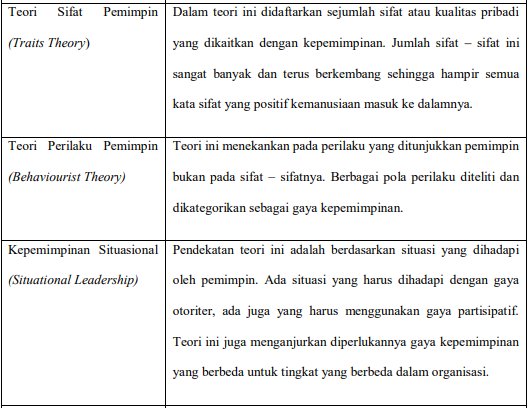 Teori Sifat Pemimpin
(Traits Theory)
Dalam teori ini didaftarkan sejumlah sifat atau kualitas pribadi
yang dikaitkan dengan kepemimpinan. Jumlah sifat – sifat ini
sangat banyak dan terus berkembang sehingga hampir semua
kata sifat yang positif kemanusiaan masuk ke dalamnya.
Teori Perilaku Pemimpin
(Behaviourist Theory)
Teori ini menekankan pada perilaku yang ditunjukkan pemimpin
bukan pada sifat – sifatnya. Berbagai pola perilaku diteliti dan
dikategorikan sebagai gaya kepemimpinan.
Kepemimpinan Situasional
(Situational Leadership)
Pendekatan teori ini adalah berdasarkan situasi yang dihadapi
oleh pemimpin. Ada situasi yang harus dihadapi dengan gaya
otoriter, ada juga yang harus menggunakan gaya partisipatif.
Teori ini juga menganjurkan diperlukannya gaya kepemimpinan
yang berbeda untuk tingkat yang berbeda dalam organisasi.